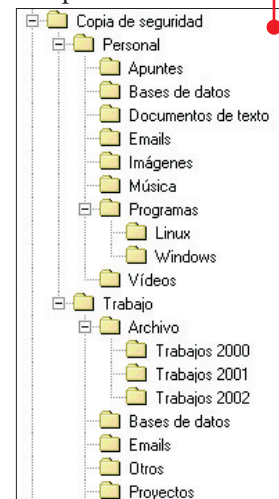 Copia de seguridad
Personal
Apuntes
Bases de datos
Documentos de texto
Emails
Imágenes
Música
Programas
Linux
Windows
Vídeos
Trabajo
Archivo
Trabajos 2000
Trabajos 2001
Trabajos 2002
Bases de datos
Emails
Otros
Proyectos